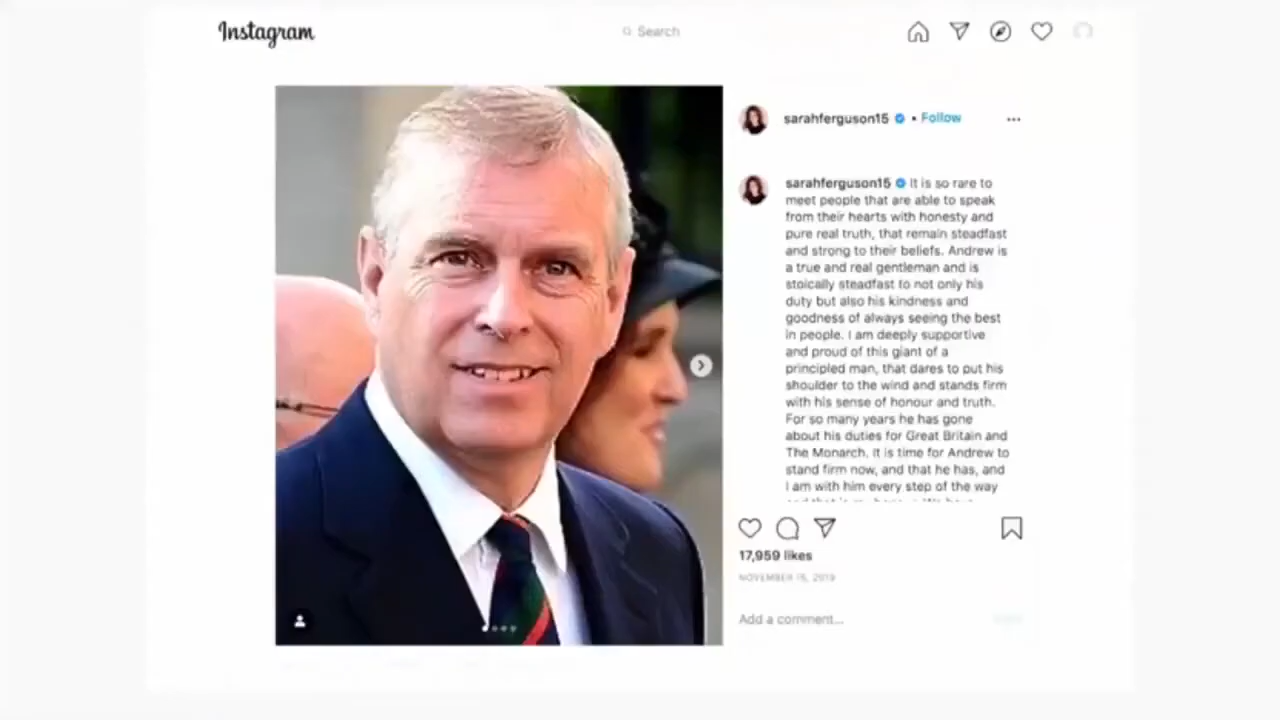 Instagram
Search
sarahferguson15 • Follow
sarahferguson15 It is so rare to
meet people that are able to speak
from their hearts with honesty and
pure real truth, that remain steadfast
and strong to their beliefs. Andrew is
a true and real gentleman and is
stoically steadfast to not only his
duty but also his kindness and
goodness of always seeing the best
in people. I am deeply supportive
and proud of this giant of a
principled man, that dares to put his
shoulder to the wind and stands firm
with his sense of honour and truth.
For so many years he has gone
about his duties for Great Britain and
The Monarch. It is time for Andrew to
stand firm now, and that he has, and
I am with him every step of the way
17,959 likes
NOVEMBER 15, 2019
Add a comment...